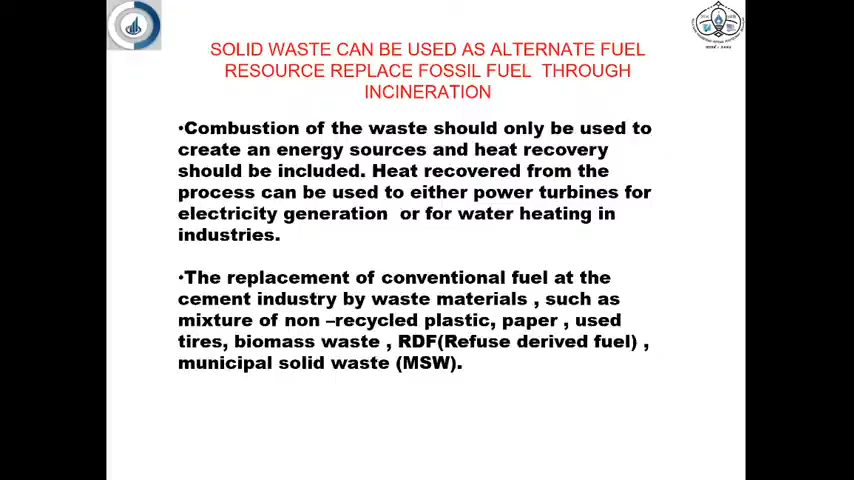 SOLID WASTE CAN BE USED AS ALTERNATE FUEL
RESOURCE REPLACE FOSSIL FUEL THROUGH
INCINERATION
•Combustion of the waste should only be used to
create an energy sources and heat recovery
should be included. Heat recovered from the
process can be used to either power turbines for
electricity generation or for water heating in
industries.
•The replacement of conventional fuel at the
cement industry by waste materials , such as
mixture of non –recycled plastic, paper , used
tires, biomass waste , RDF(Refuse derived fuel) ,
municipal solid waste (MSW).